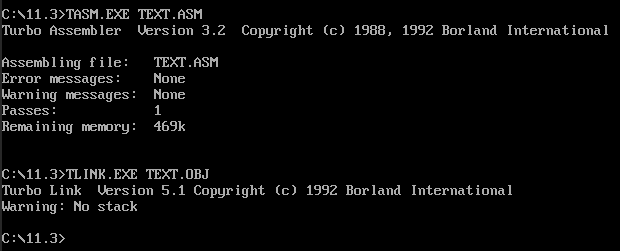 C:\11.3>TASM.EXE TEXT.ASM
Turbo Assembler  Version 3.2  Copyright (c) 1988, 1992 Borland International
Assembling file:   TEXT.ASM
Error messages:    None
Warning messages:  None
Passes:            1
Remaining memory:  469k
C:\11.3>TLINK.EXE TEXT.OBJ
Turbo Link  Version 5.1 Copyright (c) 1992 Borland International
Warning: No stack
C:\11.3>